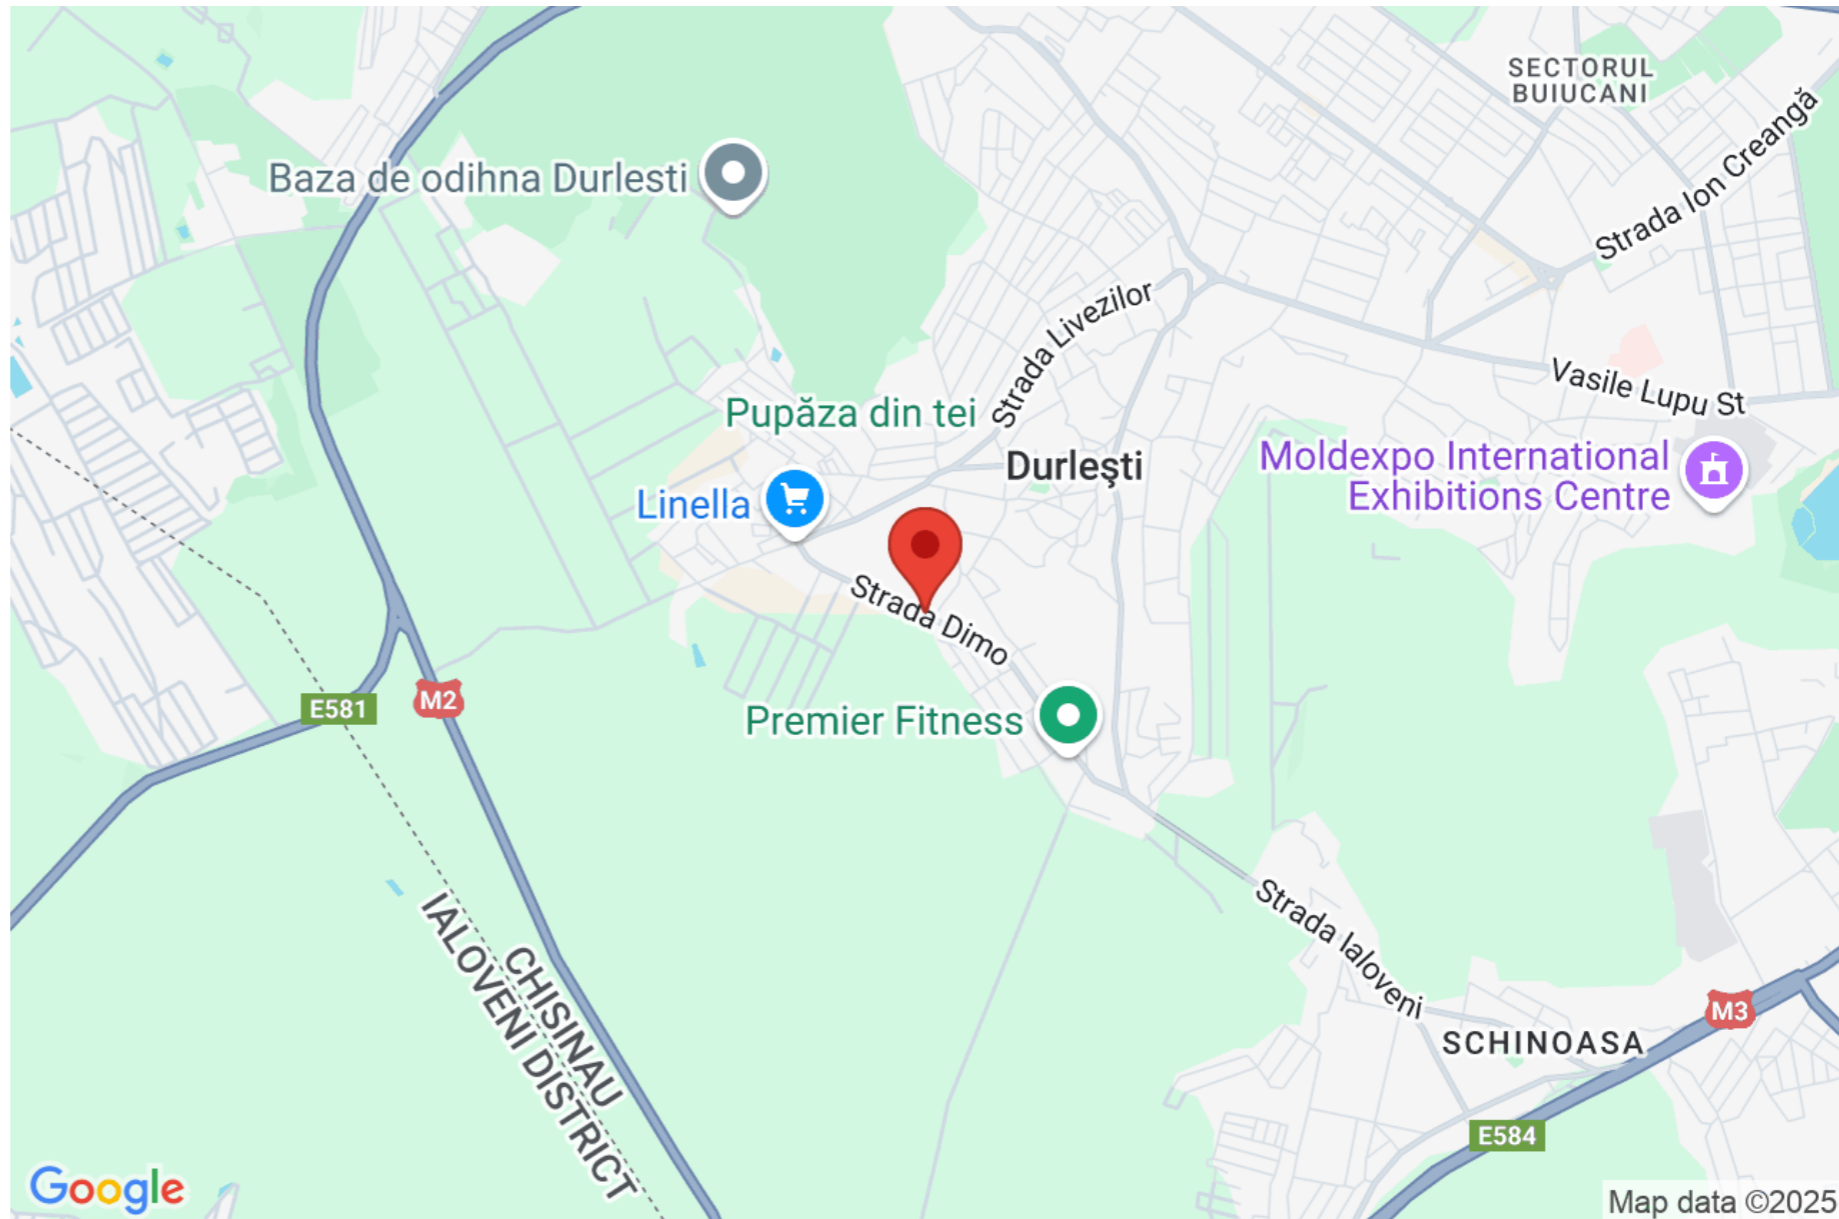 SECTORUL
BUIUCANI
Strada Ion Creangă
Baza de odihna Durlesti
Strada Livezilor
Vasile Lupu St
Pupăza din tei
Durleşti
Moldexpo International
Exhibitions Centre
Linella
Strada Dimo
E581
M2
Premier Fitness
Strada Ialoveni
CHISINAU
IALOVENI DISTRICT
M3
SCHINOASA
E584
Google
Map data ©2025